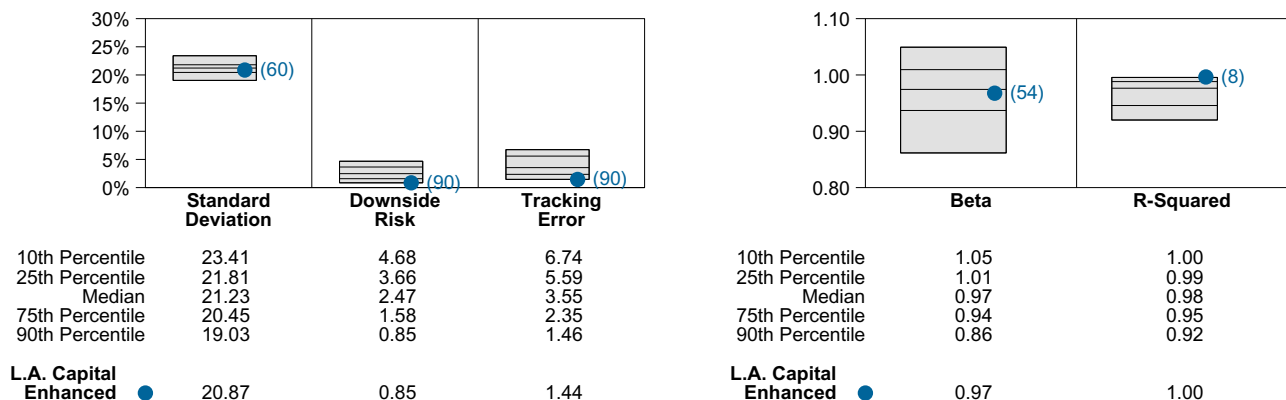 30%
25%
20%
15%
10%
5%
0%
(60)
(90)
(90)
Standard Deviation
Downside Risk
Tracking Error
10th Percentile 23.41 4.68 6.74
25th Percentile 21.81 3.66 5.59
Median 21.23 2.47 3.55
75th Percentile 20.45 1.58 2.35
90th Percentile 19.03 0.85 1.46
L.A. Capital
Enhanced 20.87 0.85 1.44
1.10
1.00
0.90
0.80
(54)
(8)
Beta R-Squared
10th Percentile 1.05 1.00
25th Percentile 1.01 0.99
Median 0.97 0.98
75th Percentile 0.94 0.95
90th Percentile 0.86 0.92
L.A. Capital
Enhanced 0.97 1.00